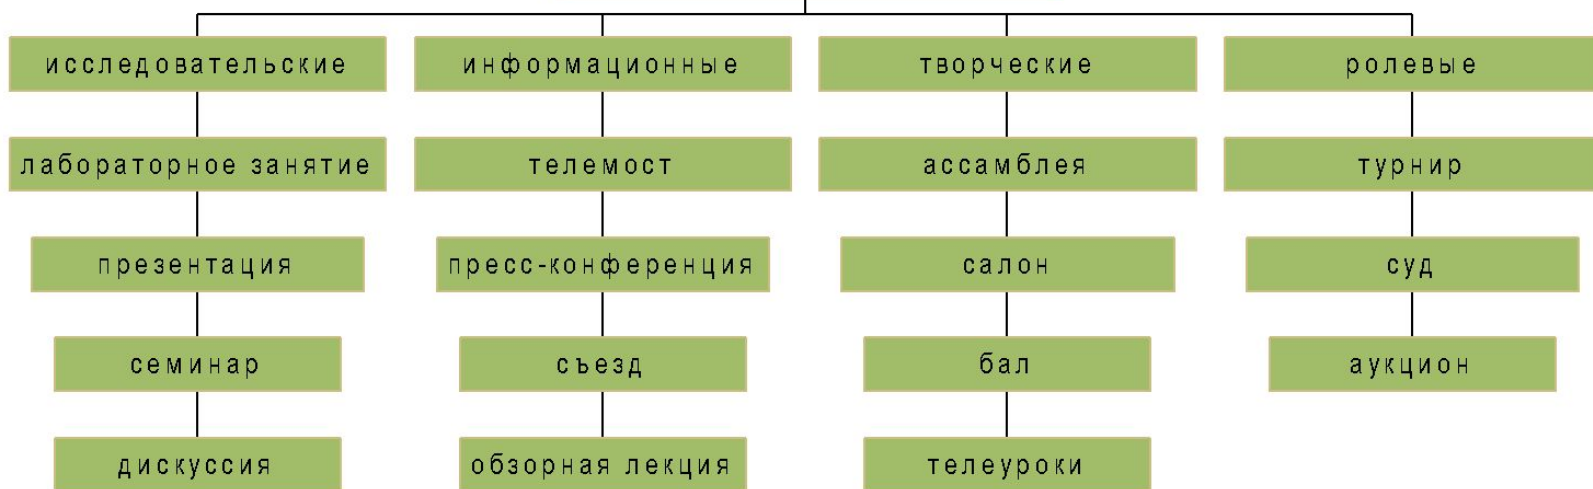 исследовательские
информационные
творческие
ролевые
лабораторное занятие
телемост
ассамблея
турнир
презентация
пресс-конференция
салон
суд
семинар
съезд
бал
аукцион
дискуссия
обзорная лекция
телеуроки